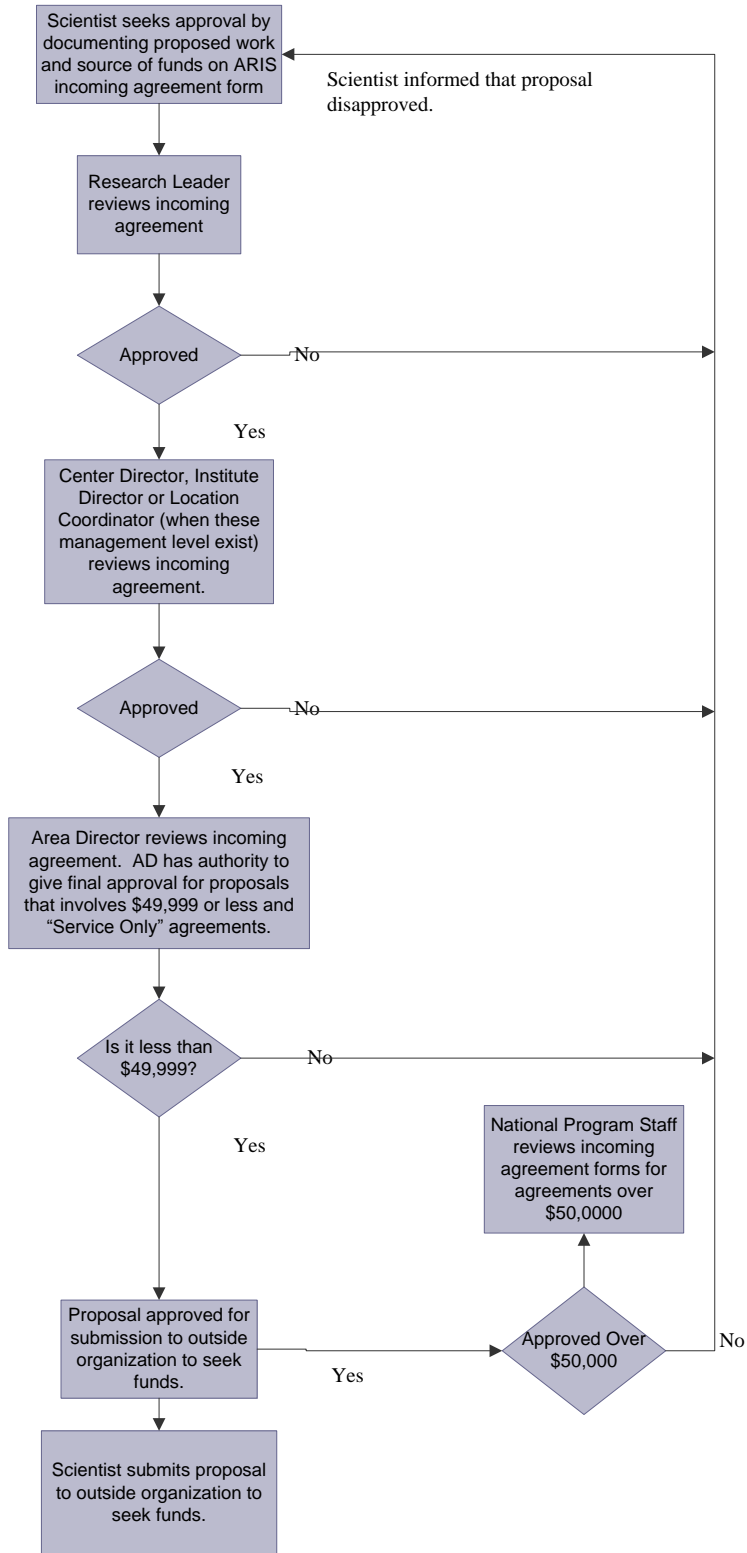 Scientist seeks approval by
documenting proposed work
and source of funds on ARIS
incoming agreement form
Scientist informed that proposal
disapproved.
Research Leader
reviews incoming
agreement
Approved
No
Yes
Center Director, Institute
Director or Location
Coordinator (when these
management level exist)
reviews incoming
agreement.
Approved
No
Yes
Area Director reviews incoming
agreement.  AD has authority to
give final approval for proposals
that involves $49,999 or less and
“Service Only” agreements.
Is it less than
$49,999?
No
Yes
National Program Staff
reviews incoming
agreement forms for
agreements over
$50,0000
Proposal approved for
submission to outside
organization to seek
funds.
Yes
Approved Over
$50,000
No
Scientist submits proposal
to outside organization to
seek funds.